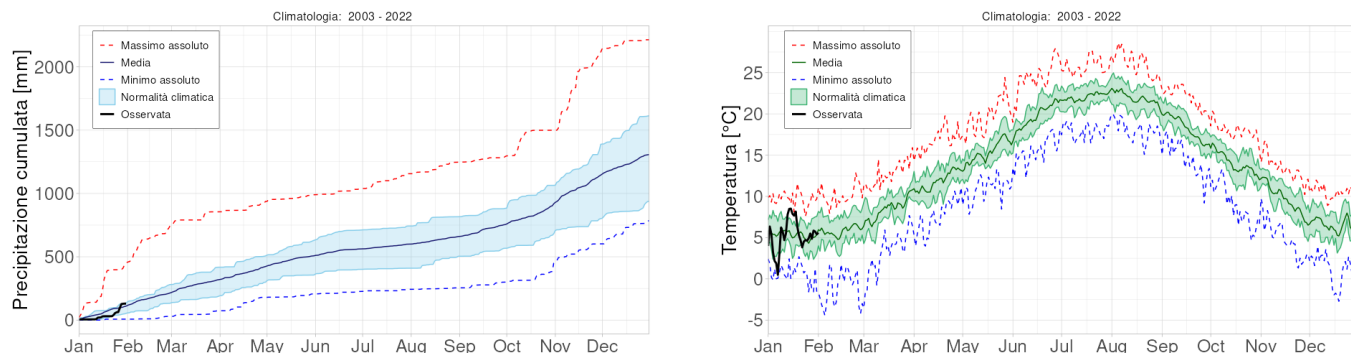 Climatologia: 2003 - 2022
Precipitazione cumulata [mm]
2000
1500
1000
500
0
Massimo assoluto
Media
Minimo assoluto
Normalità climatica
Osservata
Jan Feb Mar Apr May Jun Jul Aug Sep Oct Nov Dec
Climatologia: 2003 - 2022
Temperatura [°C]
25
20
15
10
5
0
-5
Massimo assoluto
Media
Minimo assoluto
Normalità climatica
Osservata
Jan Feb Mar Apr May Jun Jul Aug Sep Oct Nov Dec